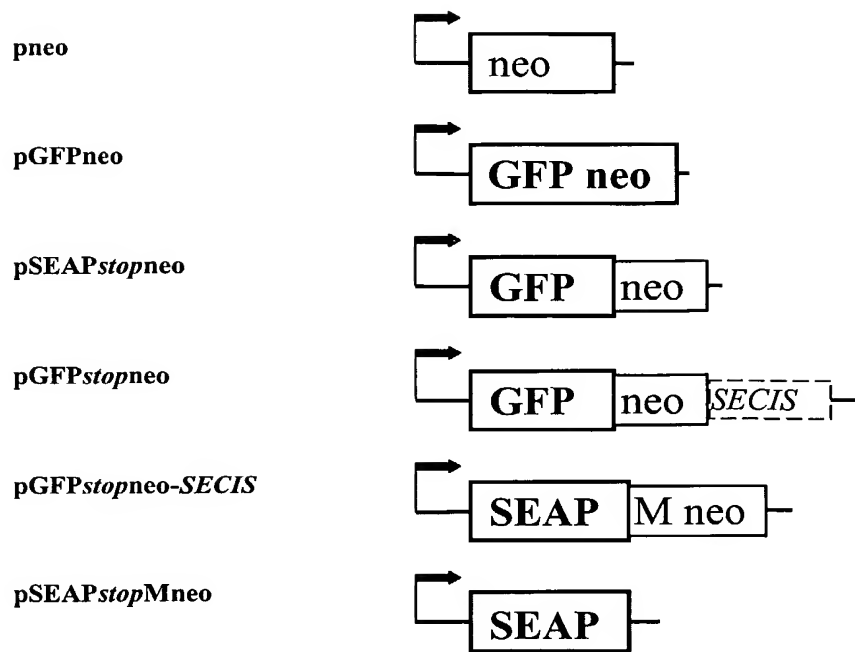 pneo
neo
pGFPneo
GFP neo
pSEAPstopneo
GFP neo
pGFPstopneo
GFP neo SECIS
pGFPstopneo-SECIS
SEAP M neo
pSEAPstopMneo
SEAP